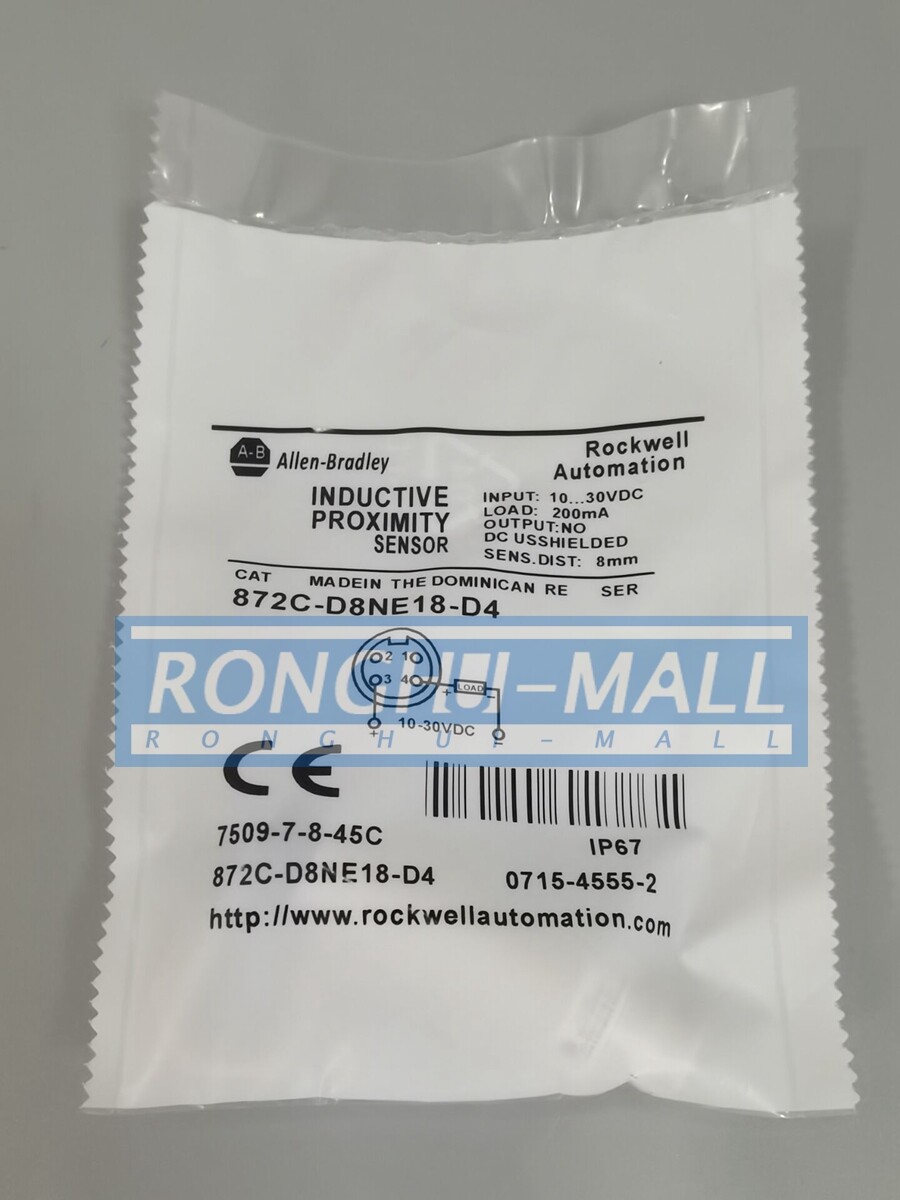 A-B Allen-Bradley
Rockwell
Automation
INDUCTIVE
PROXIMITY
SENSOR
INPUT: 10...30VDC
LOAD: 200mA
OUTPUT:NO
DC USSHIELDED
SENS.DIST: 8mm
CAT MADEIN THE DOMINICAN RE SER
872C-D8NE18-D4
2 1
3 4
LOAD
+ -
10-30VDC
+
RONGHUI-MALL
RONGHUI-MALL
CE
7509-7-8-45C
IP67
872C-D8NE18-D4 0715-4555-2
http://www.rockwellautomation.com